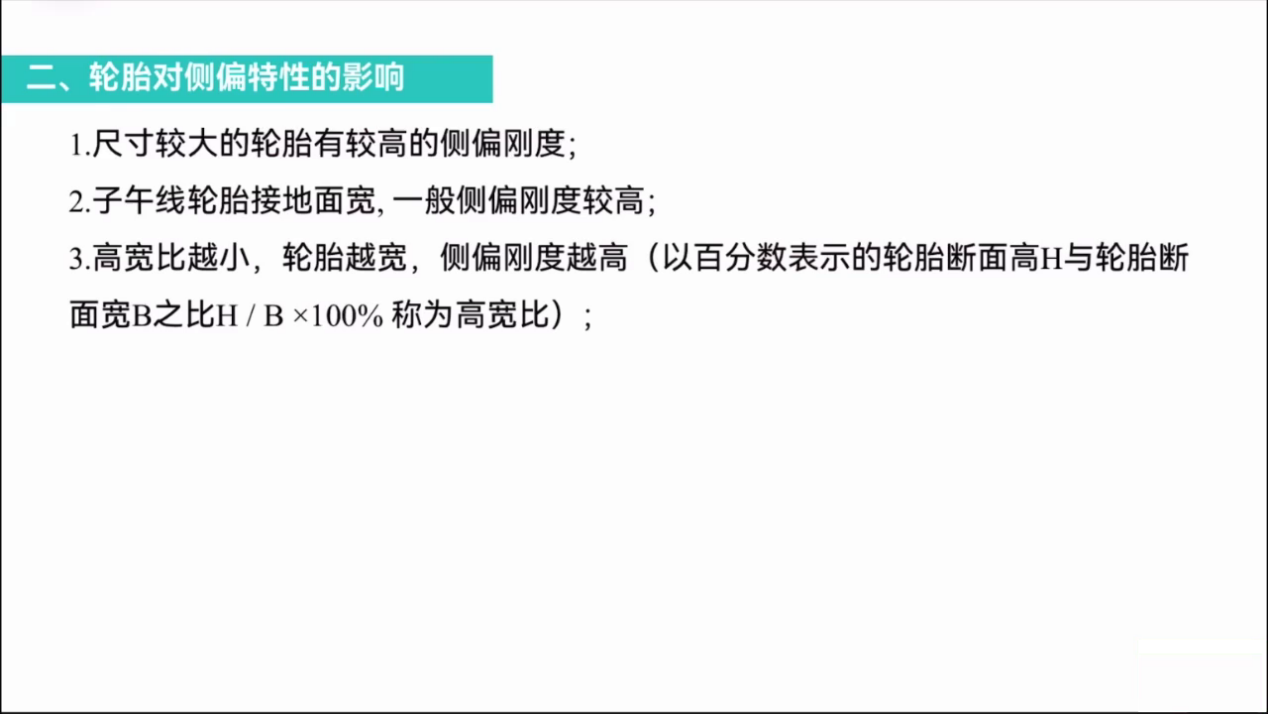 二、轮胎对侧偏特性的影响
1.尺寸较大的轮胎有较高的侧偏刚度;
2.子午线轮胎接地面宽, 一般侧偏刚度较高;
3.高宽比越小，轮胎越宽，侧偏刚度越高（以百分数表示的轮胎断面高H与轮胎断
面宽B之比H / B ×100% 称为高宽比）;